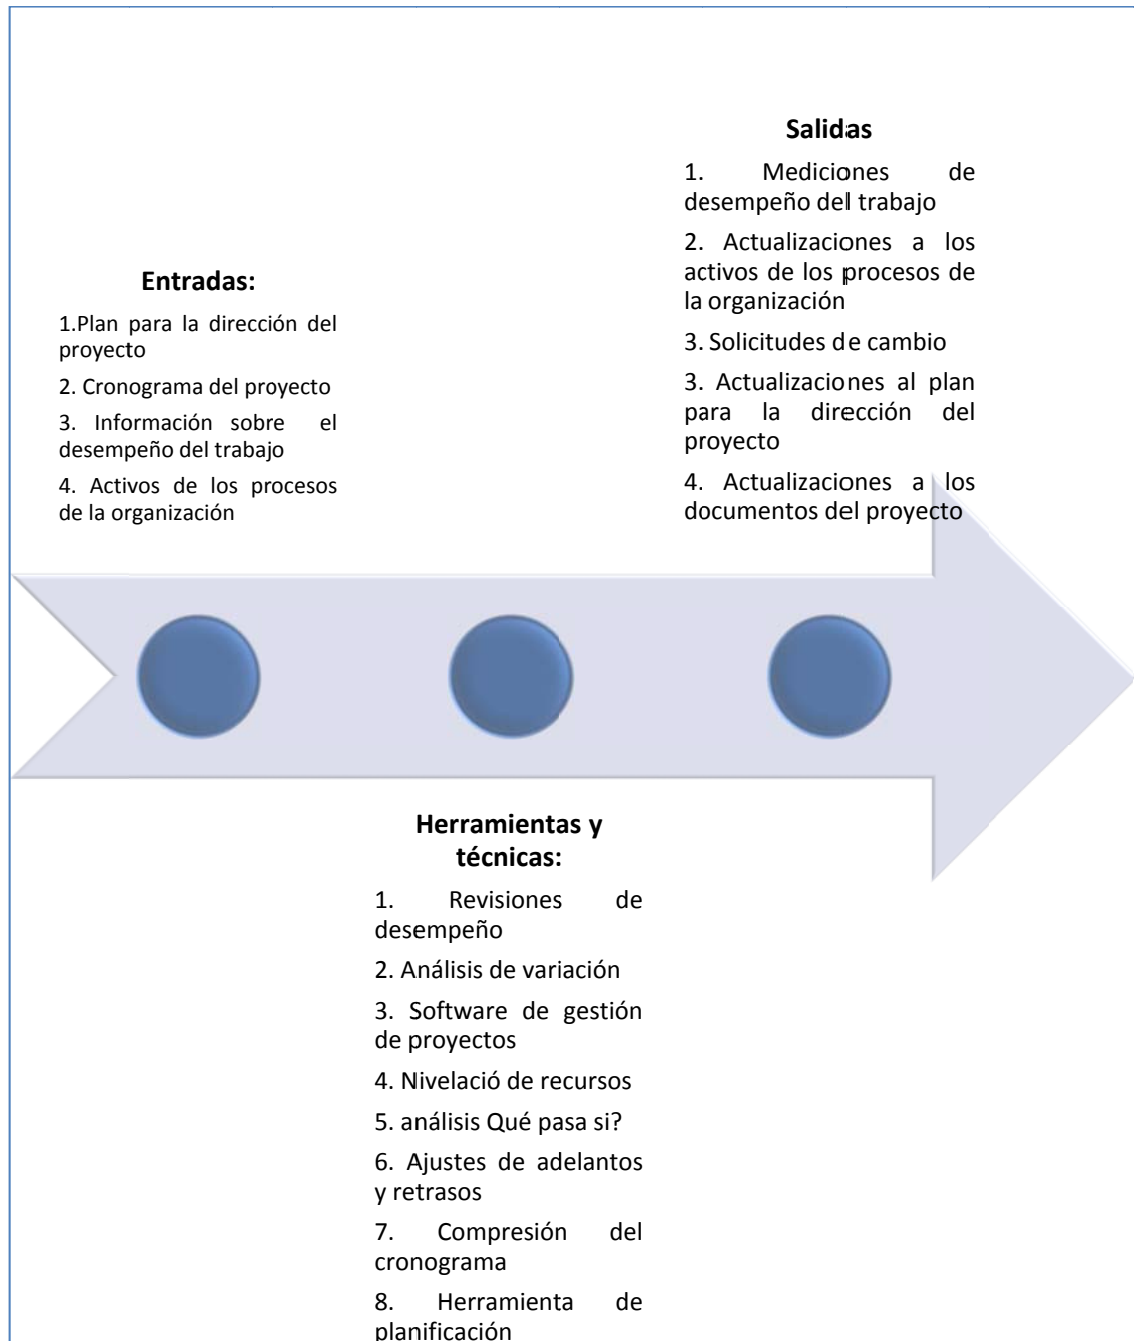 Entradas:
1.Plan para la dirección del
proyecto
2. Cronograma del proyecto
3. Información sobre el
desempeño del trabajo
4. Activos de los procesos
de la organización
Herramientas y
técnicas:
1. Revisiones de
desempeño
2. Análisis de variación
3. Software de gestión
de proyectos
4. Nivelació de recursos
5. análisis Qué pasa si?
6. Ajustes de adelantos
y retrasos
7. Compresión del
cronograma
8. Herramienta de
planificación
Salidas
1. Mediciones de
desempeño del trabajo
2. Actualizaciones a los
activos de los procesos de
la organización
3. Solicitudes de cambio
3. Actualizaciones al plan
para la dirección del
proyecto
4. Actualizaciones a los
documentos del proyecto